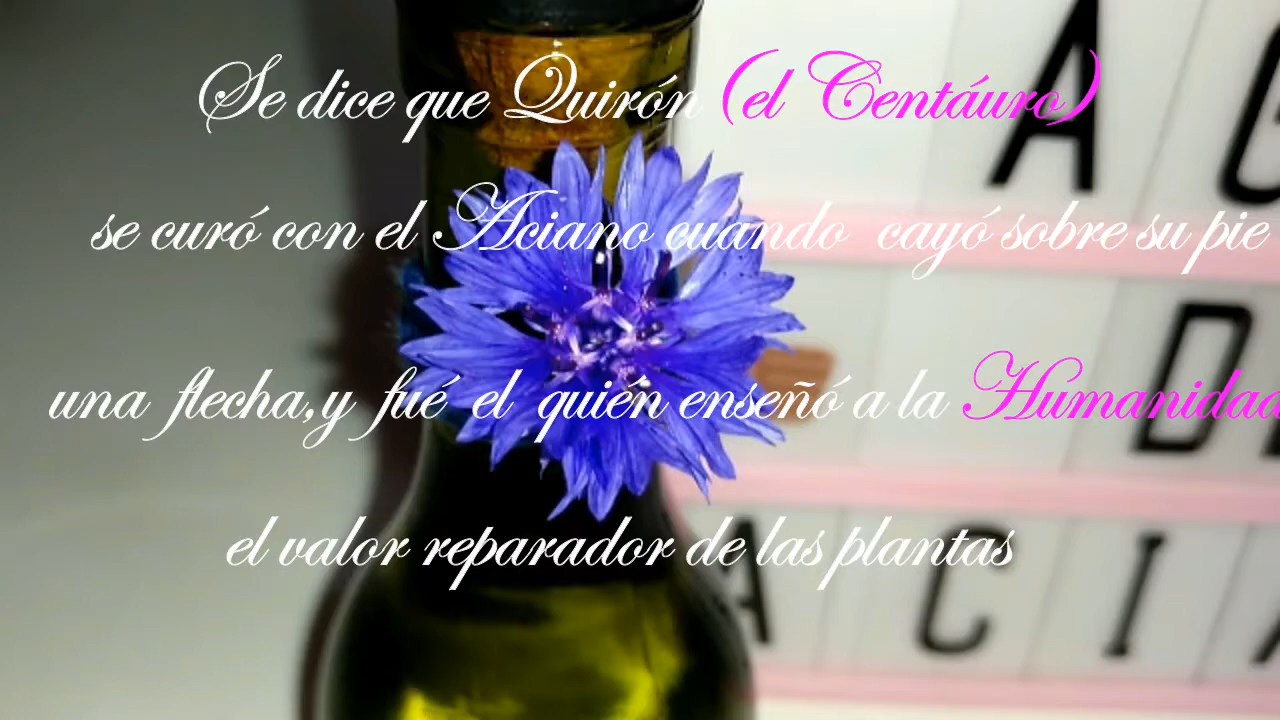 Se dice que Quirón (el Centáuro)
se curó con el Aciano cuando cayó sobre su pie
una flecha,y fué el quién enseñó a la Humanidad
el valor reparador de las plantas
A G
D
A C I A